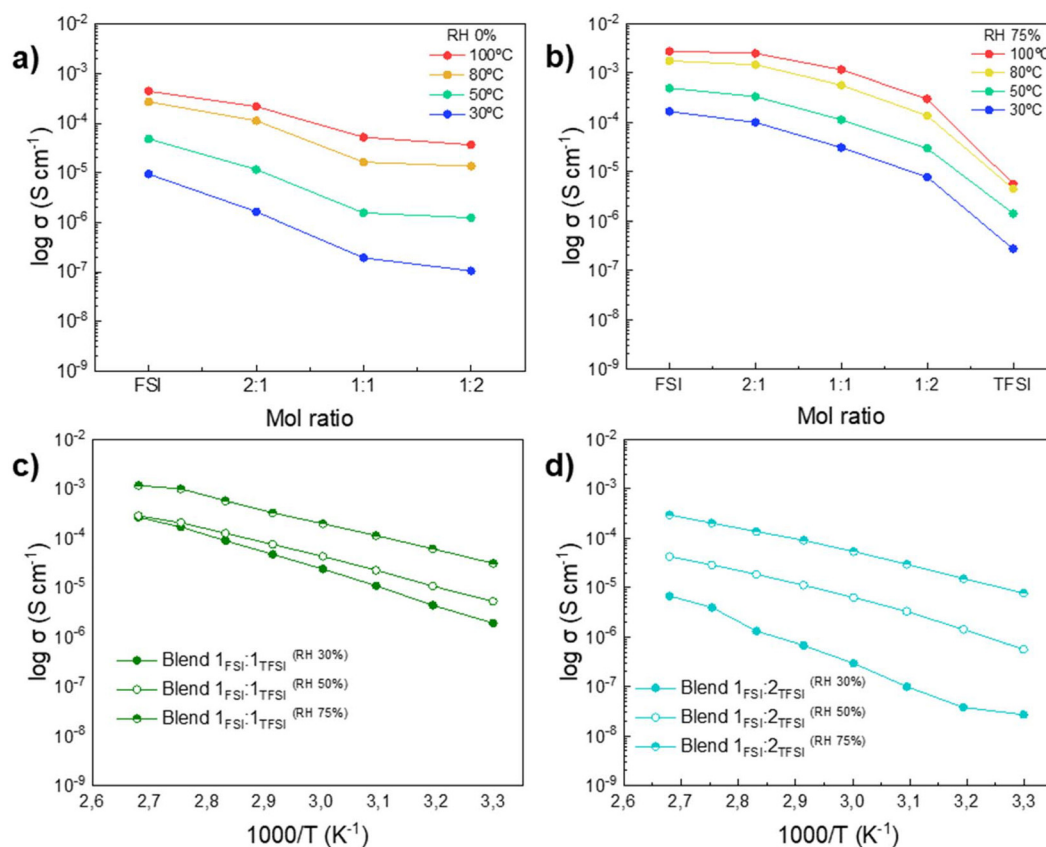 a)
RH 0%
100ºC
80ºC
50ºC
30ºC
10⁻²
10⁻³
10⁻⁴
10⁻⁵
10⁻⁶
10⁻⁷
10⁻⁸
10⁻⁹
log σ (S cm⁻¹)
FSI 2:1 1:1 1:2
Mol ratio
b)
RH 75%
100ºC
80ºC
50ºC
30ºC
10⁻²
10⁻³
10⁻⁴
10⁻⁵
10⁻⁶
10⁻⁷
10⁻⁸
10⁻⁹
log σ (S cm⁻¹)
FSI 2:1 1:1 1:2 TFSI
Mol ratio
c)
10⁻²
10⁻³
10⁻⁴
10⁻⁵
10⁻⁶
10⁻⁷
10⁻⁸
10⁻⁹
log σ (S cm⁻¹)
Blend 1FSI:1TFSI (RH 30%)
Blend 1FSI:1TFSI (RH 50%)
Blend 1FSI:1TFSI (RH 75%)
2,6 2,7 2,8 2,9 3,0 3,1 3,2 3,3
1000/T (K⁻¹)
d)
10⁻²
10⁻³
10⁻⁴
10⁻⁵
10⁻⁶
10⁻⁷
10⁻⁸
10⁻⁹
log σ (S cm⁻¹)
Blend 1FSI:2TFSI (RH 30%)
Blend 1FSI:2TFSI (RH 50%)
Blend 1FSI:2TFSI (RH 75%)
2,6 2,7 2,8 2,9 3,0 3,1 3,2 3,3
1000/T (K⁻¹)